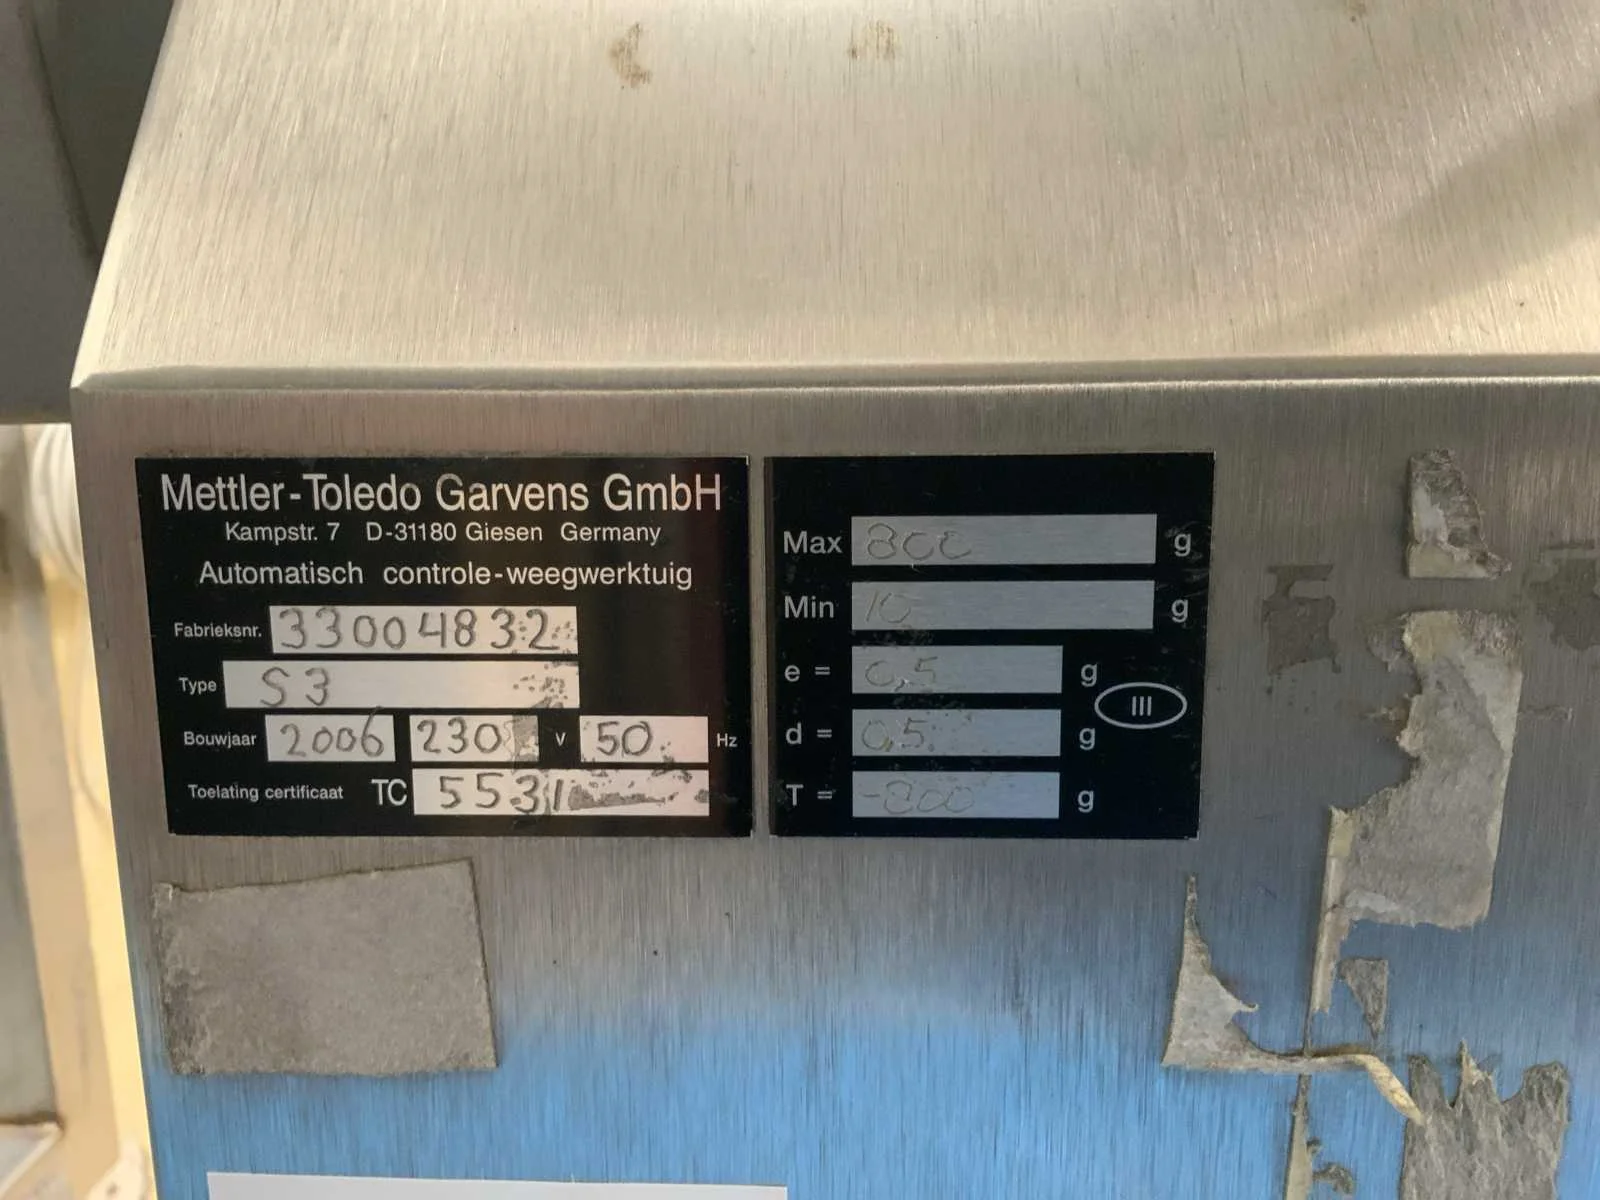 Mettler-Toledo Garvens GmbH
Kampstr. 7 D-31180 Giesen Germany
Automatisch controle-weegwerktuig
Fabrieksnr. 33004832
Type S3
Bouwjaar 2006 230 V 50 Hz
Toelating certificaat TC 5531
Max 800 g
Min 10 g
e = 0,5 g
III
d = 0,5 g
T = -800 g